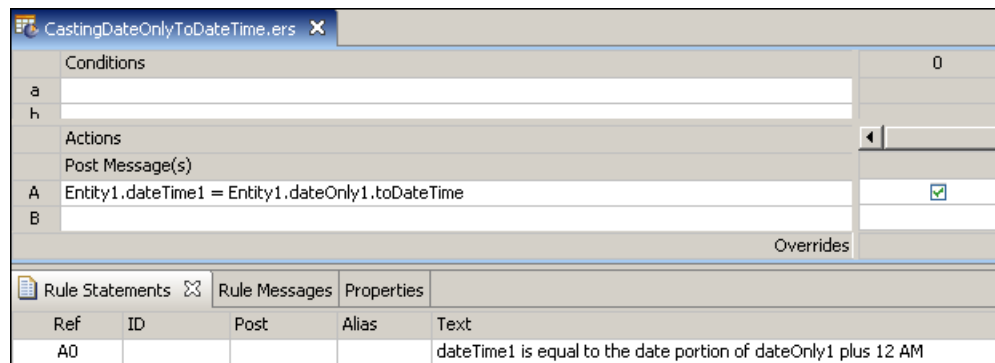 CastingDateOnlyToDateTime.ers
Conditions 0
a
b
Actions
Post Message(s)
A Entity1.dateTime1 = Entity1.dateOnly1.toDateTime
B
Overrides
Rule Statements Rule Messages Properties
Ref ID Post Alias Text
A0 dateTime1 is equal to the date portion of dateOnly1 plus 12 AM